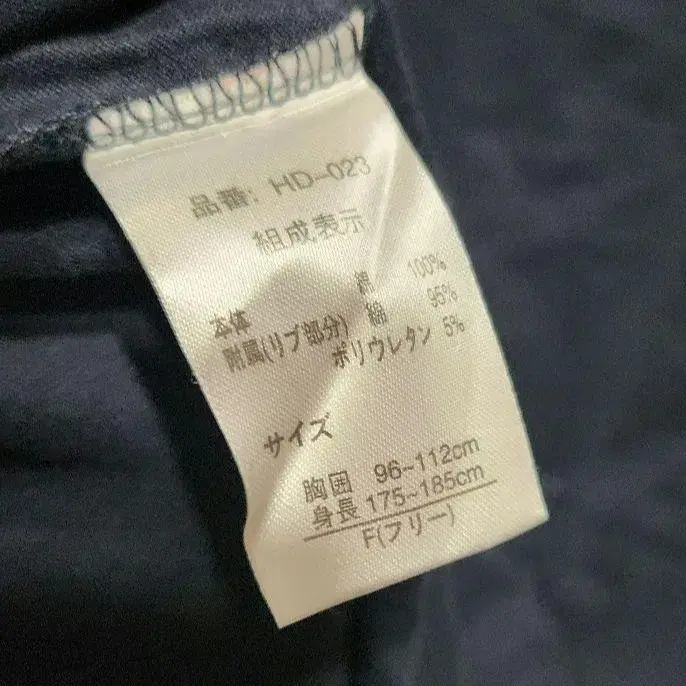 品番: HD-023
組成表示
本体 綿 100%
附属(リブ部分) 綿 95%
ポリウレタン 5%
サイズ
胸囲 96~112cm
身長 175~185cm
F(フリー)